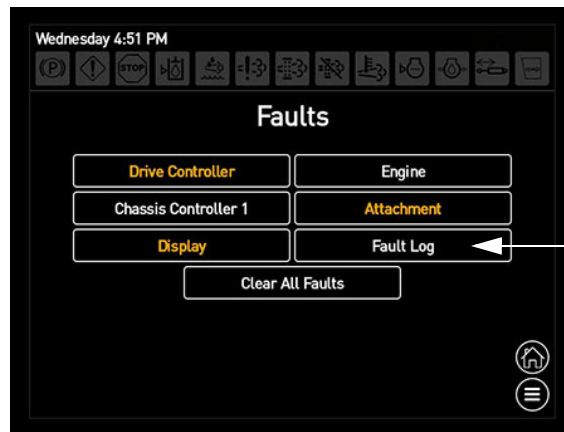 Wednesday 4:51 PM
(P) STOP
Faults
Drive Controller Engine
Chassis Controller 1 Attachment
Display Fault Log
Clear All Faults